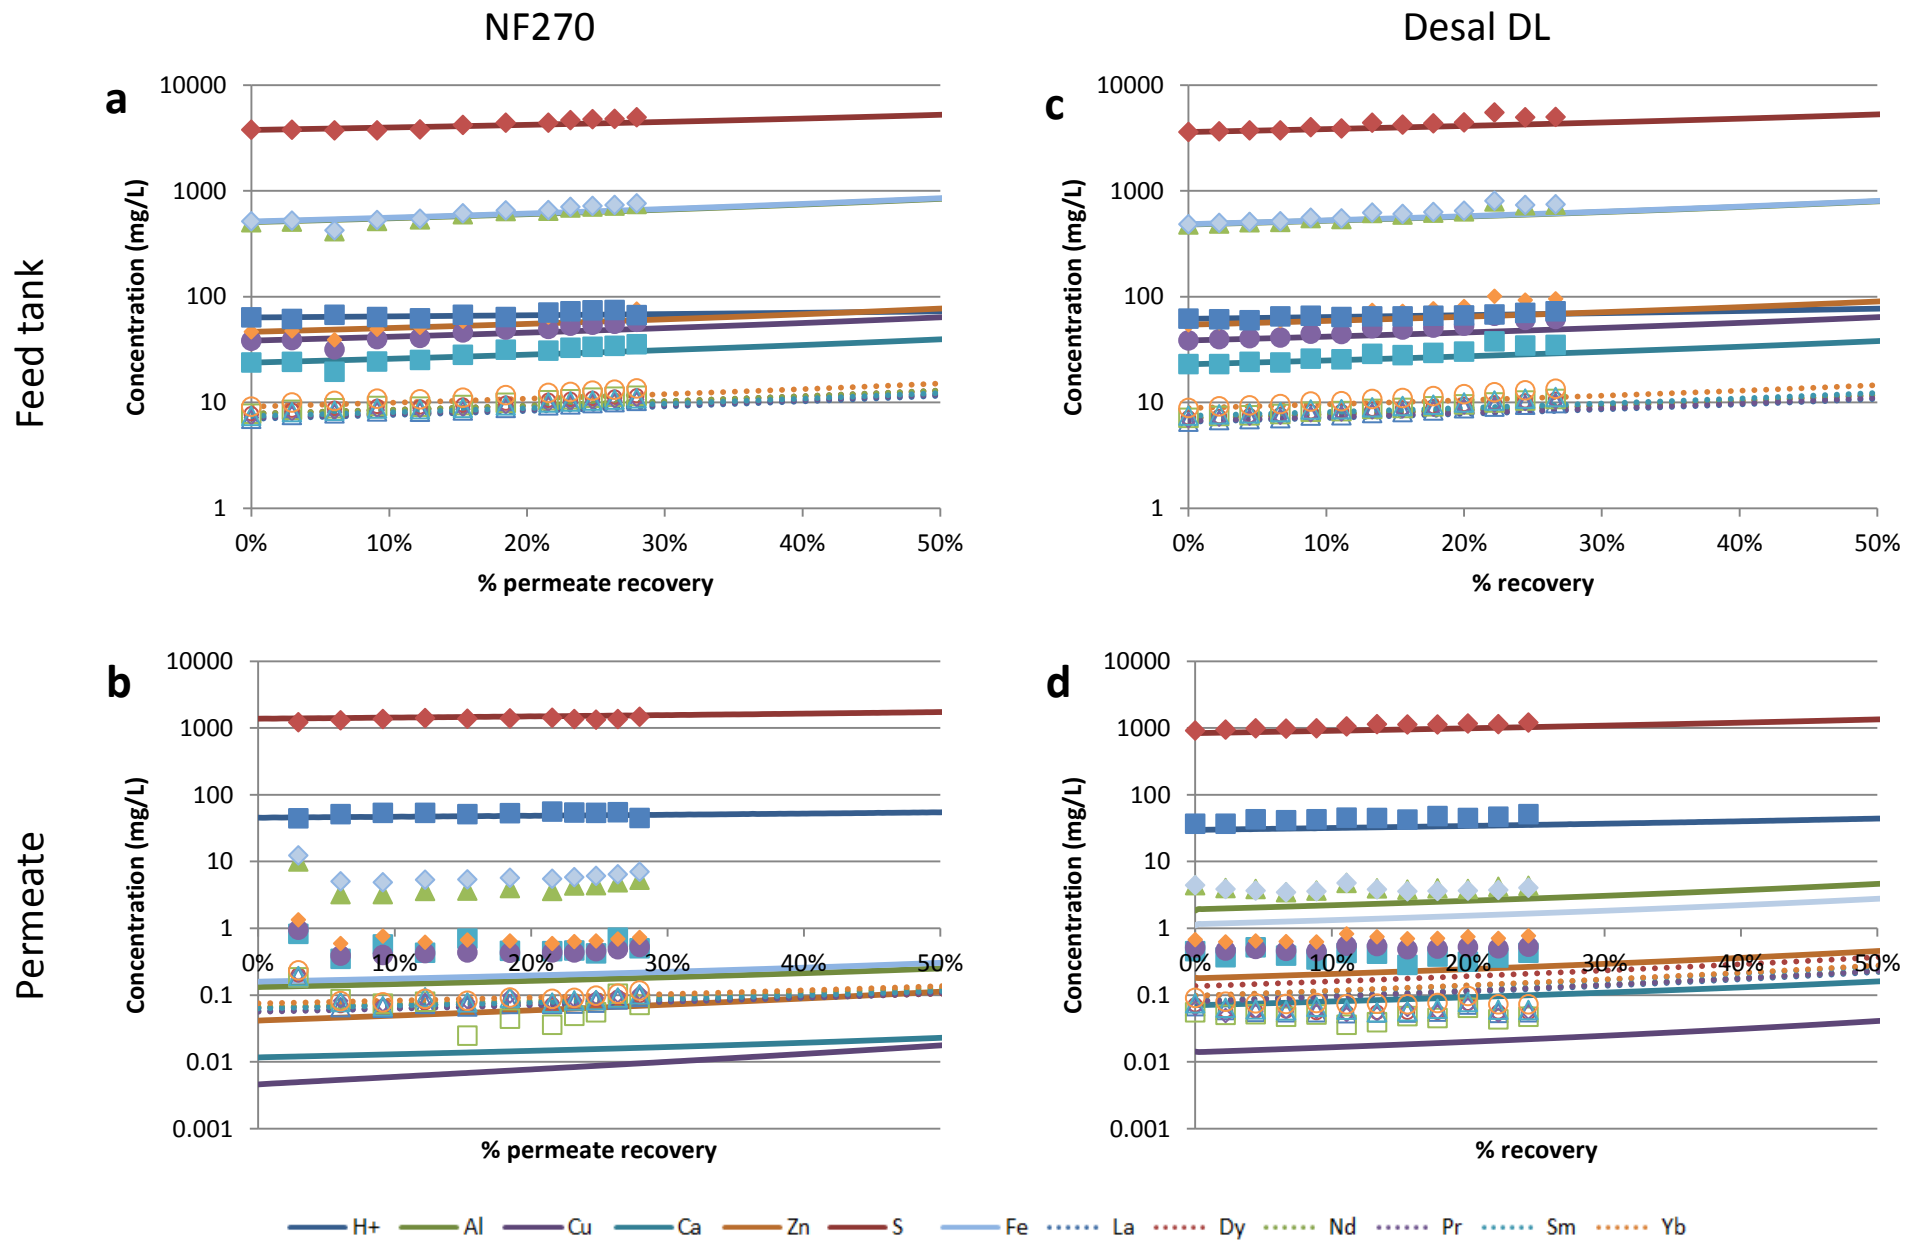 NF270
Desal DL
Feed tank
a
Concentration (mg/L)
10000
1000
100
10
1
0% 10% 20% 30% 40% 50%
% permeate recovery
c
Concentration (mg/L)
10000
1000
100
10
1
0% 10% 20% 30% 40% 50%
% recovery
Permeate
b
Concentration (mg/L)
10000
1000
100
10
1
0.1
0.01
0.001
0% 10% 20% 30% 40% 50%
% permeate recovery
d
Concentration (mg/L)
10000
1000
100
10
1
0.1
0.01
0.001
0% 10% 20% 30% 40% 50%
% recovery
H+ Al Cu Ca Zn S Fe La Dy Nd Pr Sm Yb